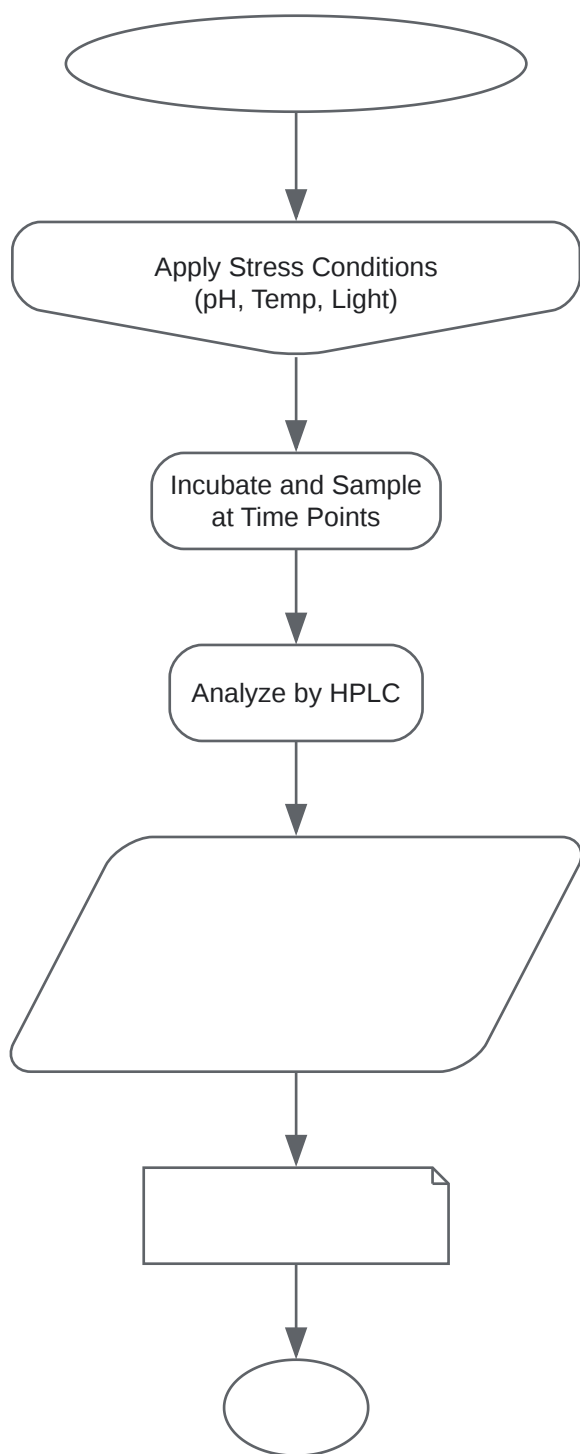 Apply Stress Conditions
(pH, Temp, Light)
Incubate and Sample
at Time Points
Analyze by HPLC